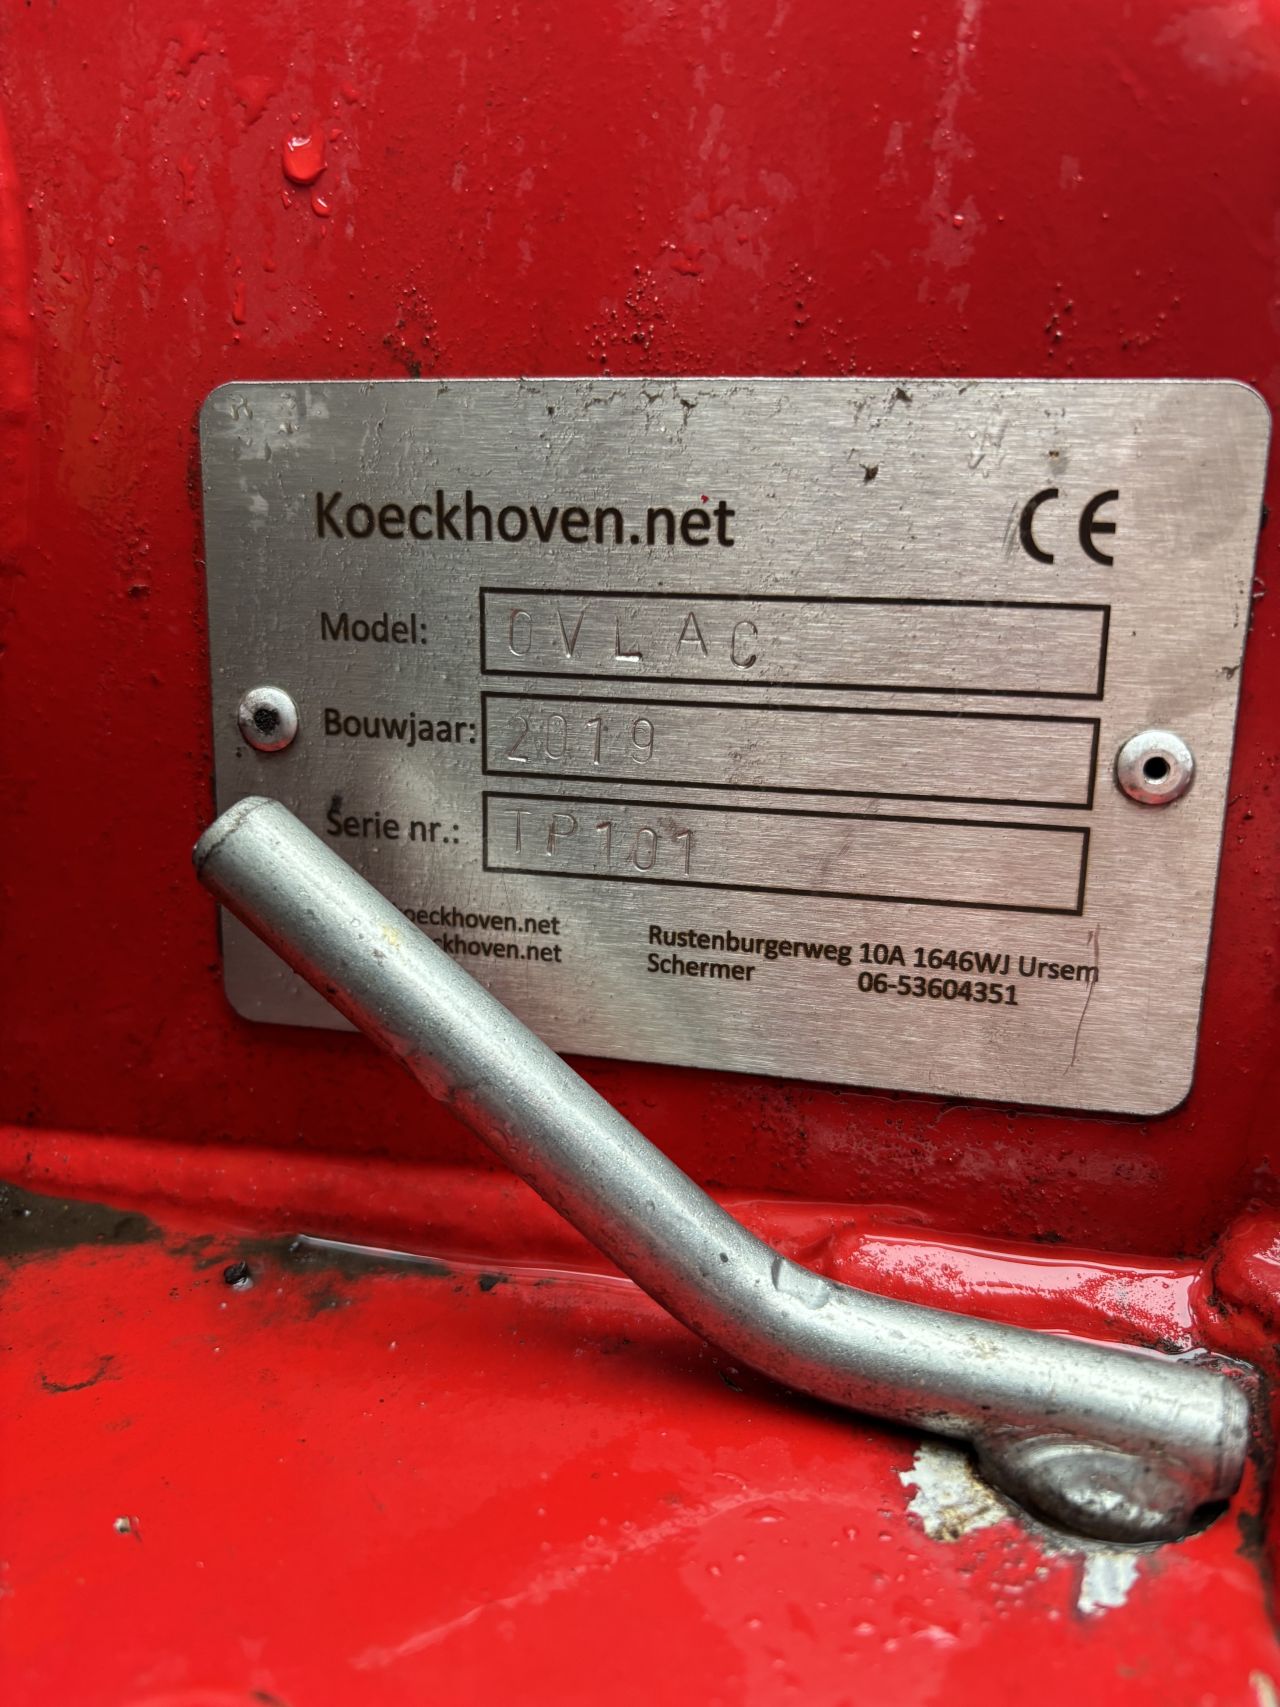 Koeckhoven.net CE
Model: OVLAC
Bouwjaar: 2019
Serie nr.: TP101
Rustenburgerweg 10A 1646WJ Ursem
Schermer 06-53604351